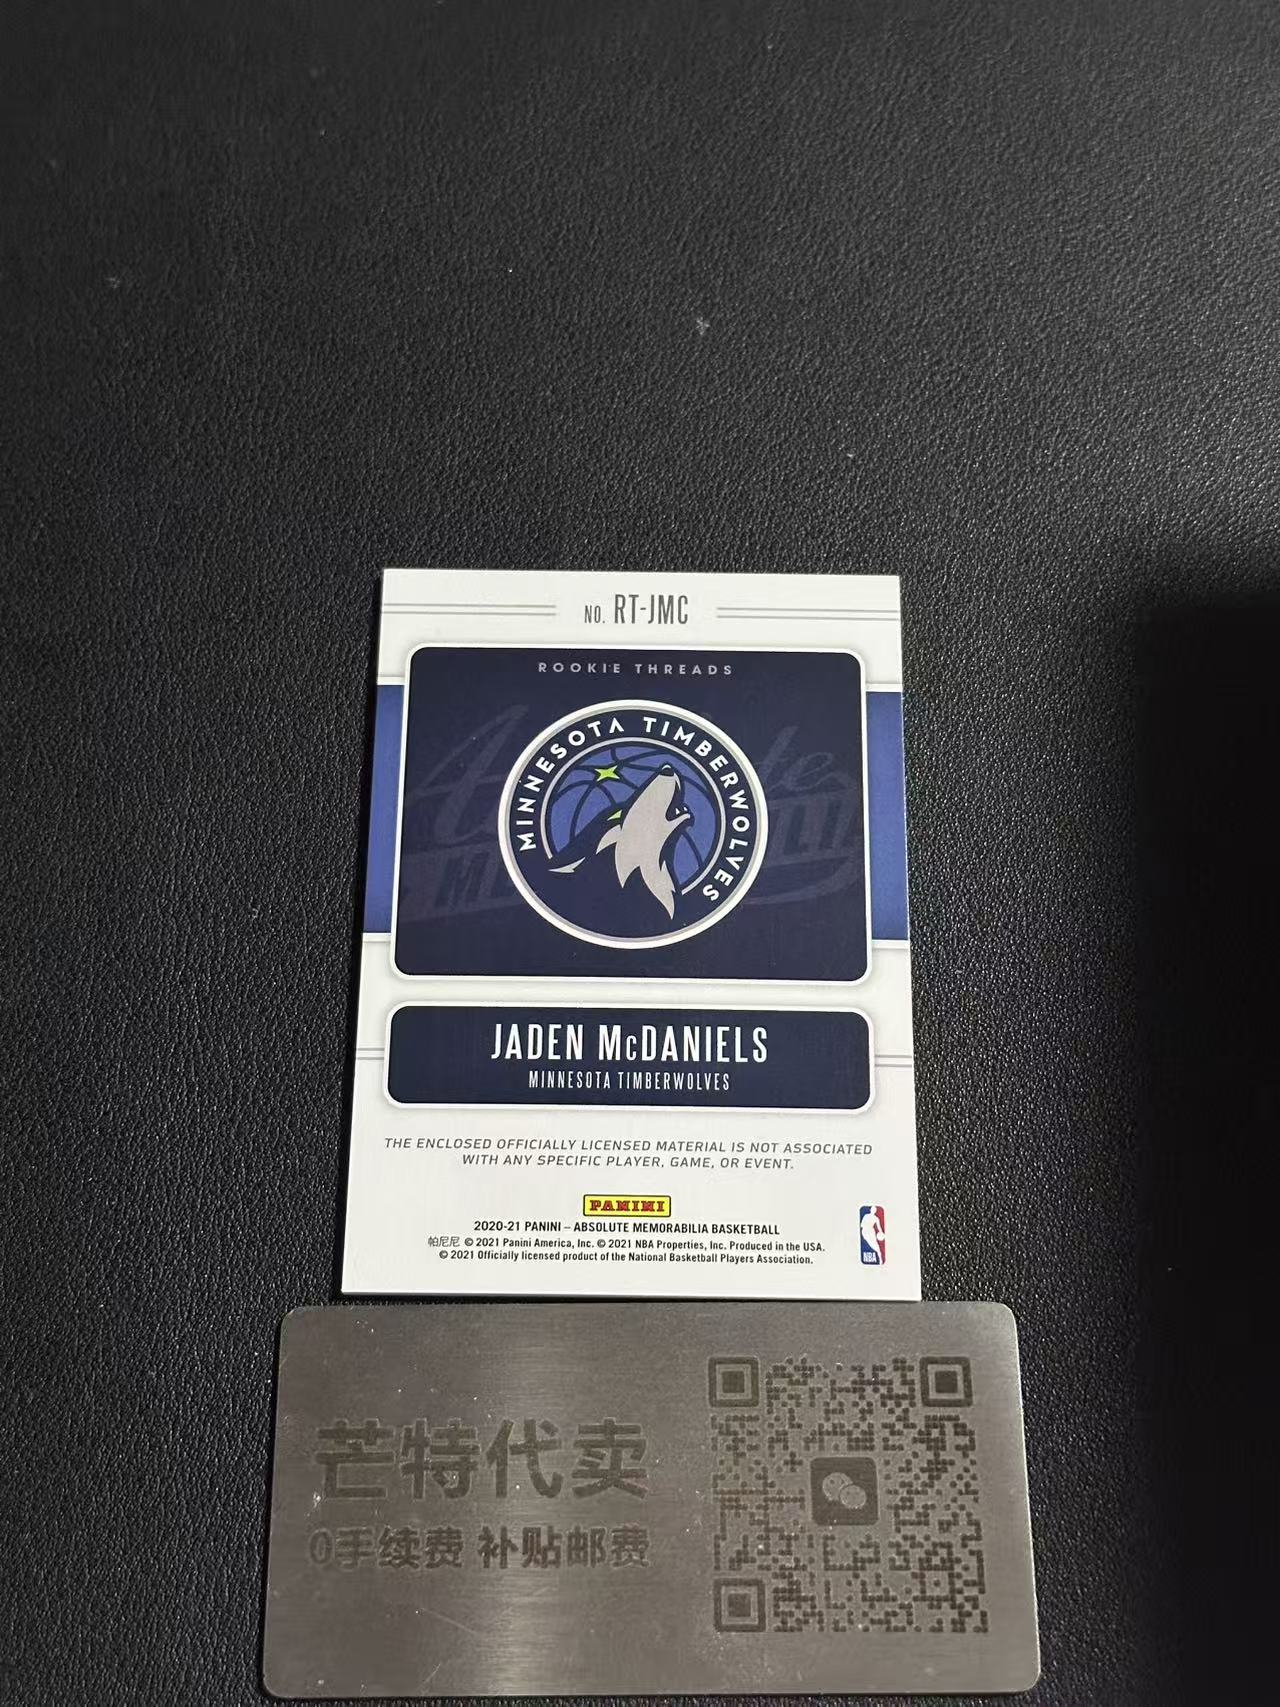 NO. RT-JMC
ROOKIE THREADS
MINNESOTA TIMBERWOLVES
JADEN McDANIELS
MINNESOTA TIMBERWOLVES
THE ENCLOSED OFFICIALLY LICENSED MATERIAL IS NOT ASSOCIATED
WITH ANY SPECIFIC PLAYER, GAME, OR EVENT.
PANINI
2020-21 PANINI – ABSOLUTE MEMORABILIA BASKETBALL
帕尼尼 © 2021 Panini America, Inc. © 2021 NBA Properties, Inc. Produced in the USA.
© 2021 Officially licensed product of the National Basketball Players Association.
NBA
芒特代卖
0手续费 补贴邮费